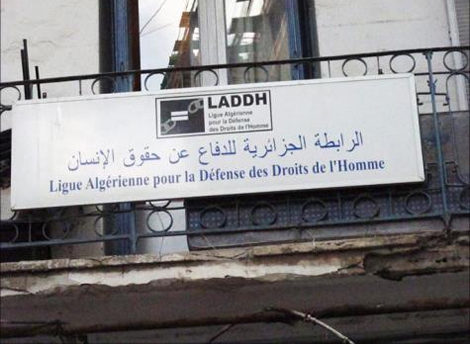 LADDH
Ligue Algérienne
pour la Défense
des Droits de l'Homme
الرابطة الجزائرية للدفاع عن حقوق الإنسان
Ligue Algérienne pour la Défense des Droits de l'Homme